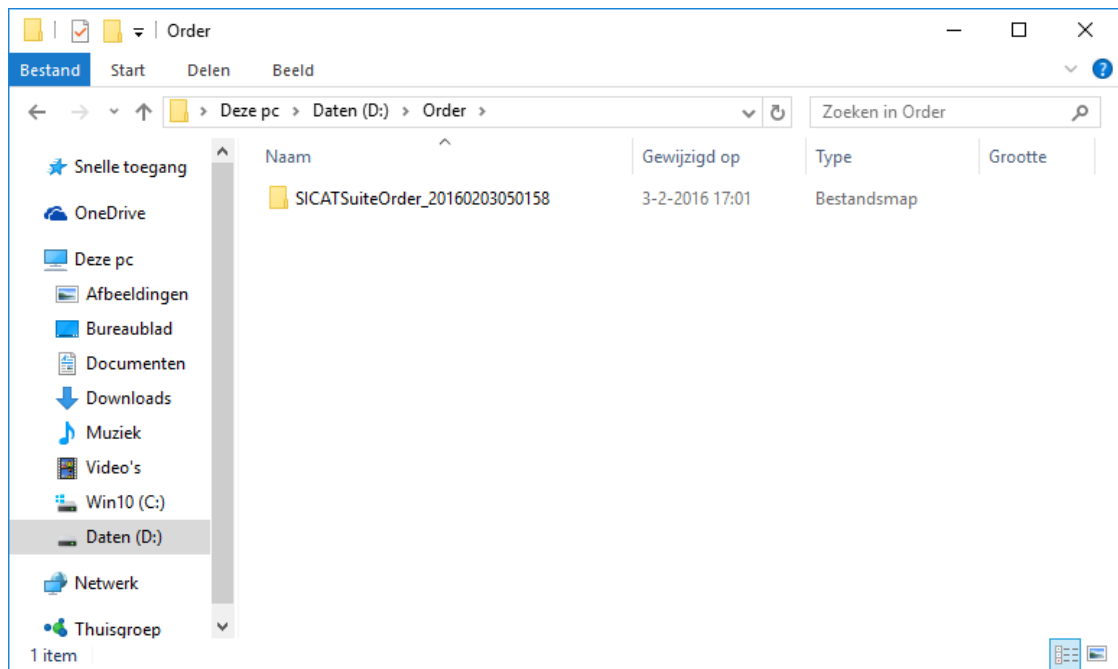 Order
Bestand Start Delen Beeld
Deze pc Daten (D:) Order
Zoeken in Order
Naam Gewijzigd op Type Grootte
SICATSuiteOrder_20160203050158 3-2-2016 17:01 Bestandsmap
Snelle toegang
OneDrive
Deze pc
Afbeeldingen
Bureaublad
Documenten
Downloads
Muziek
Video's
Win10 (C:)
Daten (D:)
Netwerk
Thuisgroep
1 item